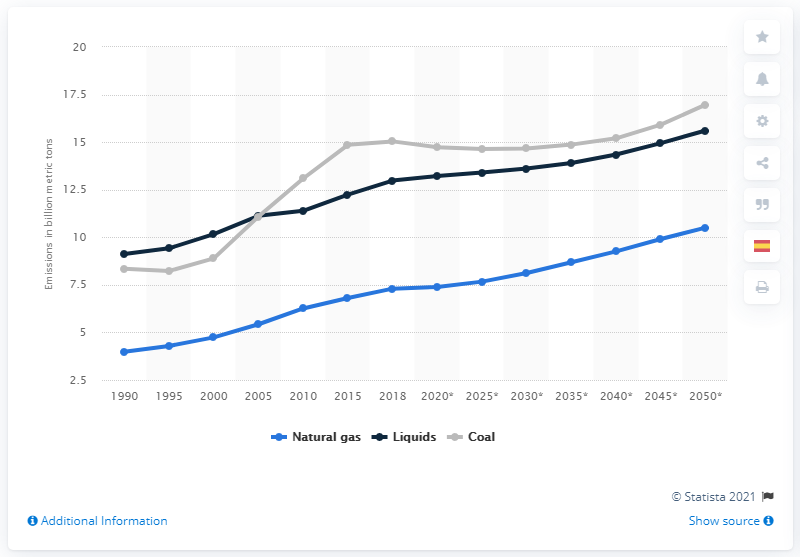 20
17.5
15
12.5
10
7.5
5
2.5
Emissions in billion metric tons
1990 1995 2000 2005 2010 2015 2018 2020* 2025* 2030* 2035* 2040* 2045* 2050*
Natural gas Liquids Coal
© Statista 2021
Additional Information Show source